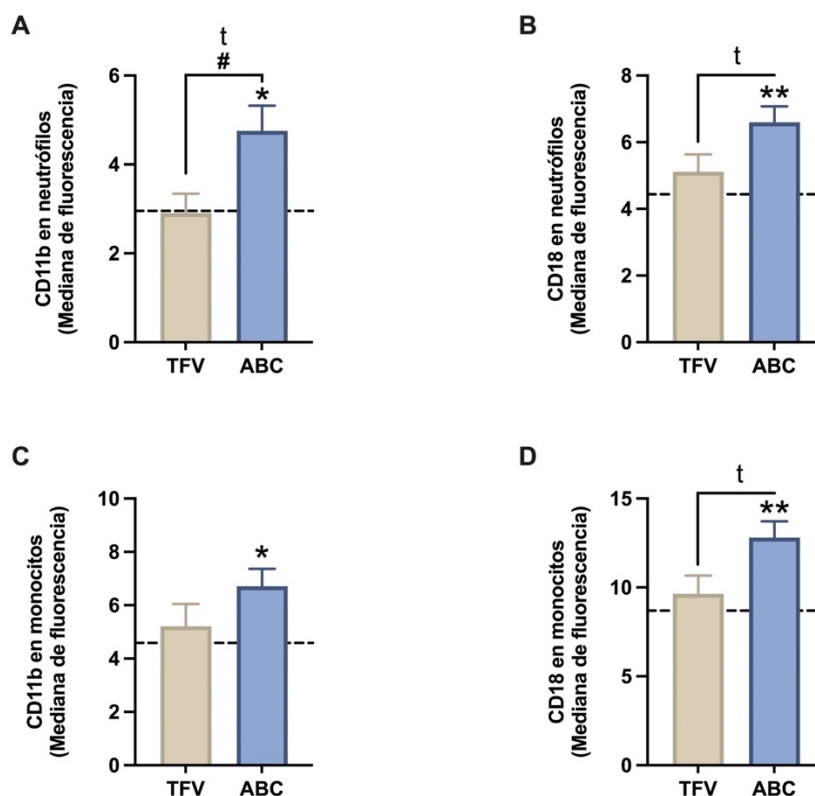 A
t
#
*
6
4
2
0
CD11b en neutrófilos
(Mediana de fluorescencia)
TFV
ABC
B
t
**
8
6
4
2
0
CD18 en neutrófilos
(Mediana de fluorescencia)
TFV
ABC
C
*
10
8
6
4
2
0
CD11b en monocitos
(Mediana de fluorescencia)
TFV
ABC
D
t
**
15
10
5
0
CD18 en monocitos
(Mediana de fluorescencia)
TFV
ABC